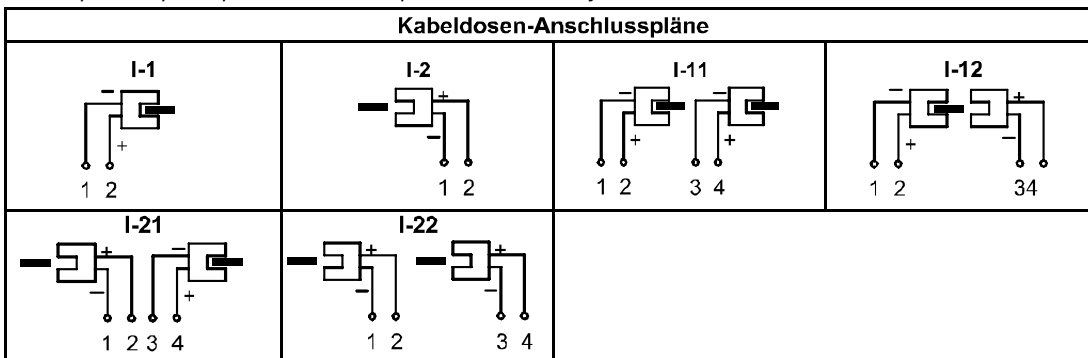 Kabeldosen-Anschlusspläne
I-1
−
+
1 2
I-2
+
−
1 2
I-11
− −
+ +
1 2 3 4
I-12
− +
+ −
1 2 34
I-21
+ −
− +
1 2 3 4
I-22
+ +
− −
1 2 3 4